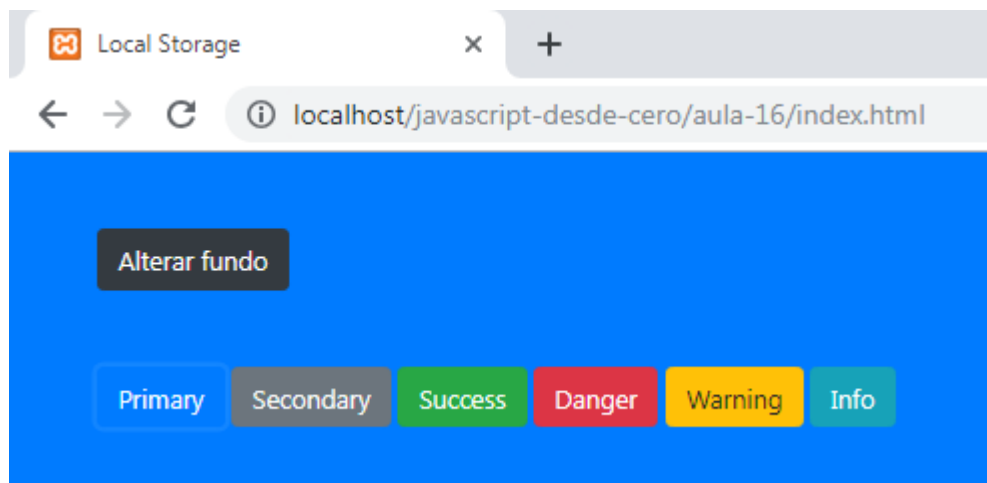 Local Storage
localhost/javascript-desde-cero/aula-16/index.html
Alterar fundo
Primary Secondary Success Danger Warning Info